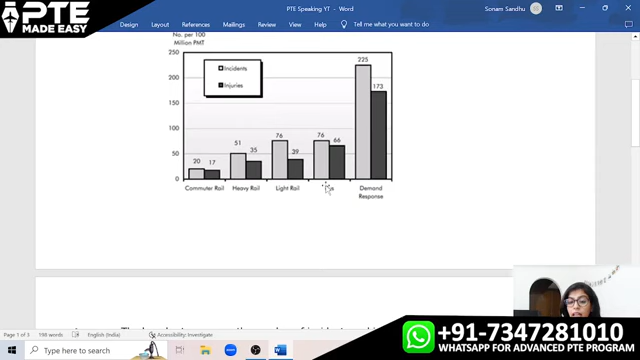 PTE
MADE EASY
PTE Speaking YT - Word
Sonam Sandhu
Design Layout References Mailings Review View Help Tell me what you want to do
No. per 100
Million PMT
250
200
150
100
50
0
Incidents
Injuries
20 17 51 35 76 39 76 66 225 173
Commuter Rail Heavy Rail Light Rail Demand
Response
Page 1 of 3 198 words English (India) Accessibility: Investigate
Type here to search
+91-7347281010
WHATSAPP FOR ADVANCED PTE PROGRAM